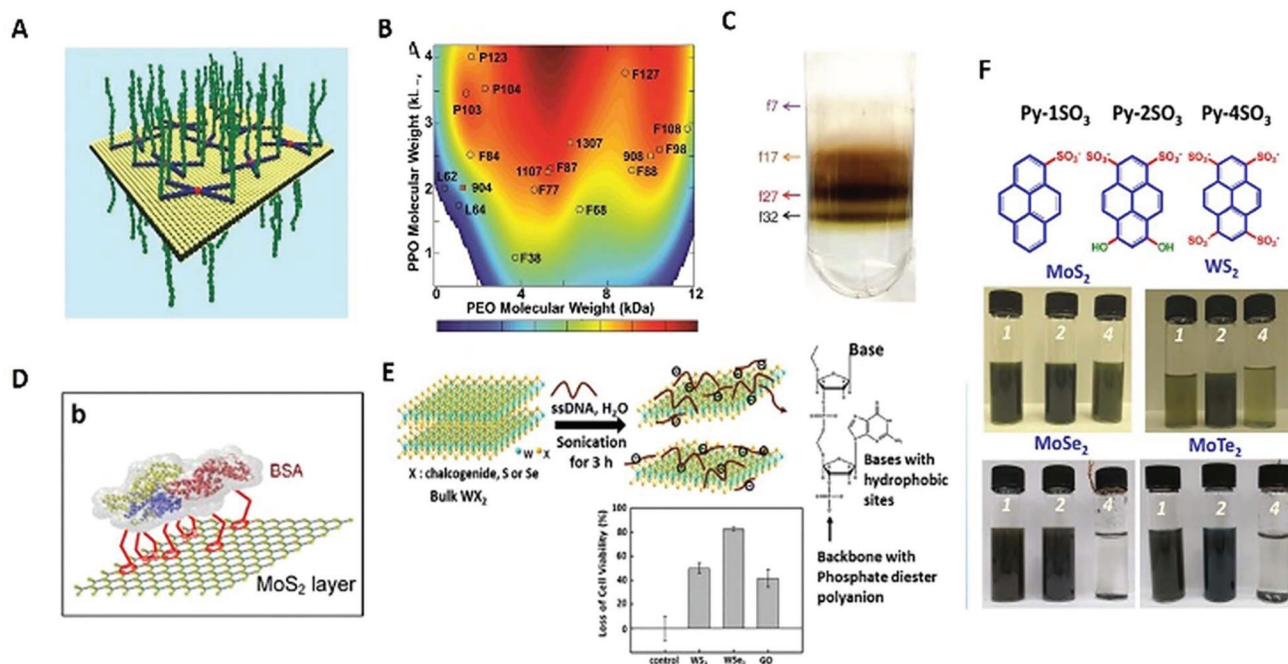 A
B
C
F
4
3
2
1
PPO Molecular Weight
P123
P104
P103
F127
F108
F98
908
F88
1307
F87
1107
F77
F84
L62
904
L64
F68
F38
0
4
8
12
PEO Molecular Weight (kDa)
f7
f17
f27
f32
Py-1SO₃
Py-2SO₃
Py-4SO₃
SO₃⁻
SO₃⁻
SO₃⁻
HO
OH
SO₃⁻
SO₃⁻
SO₃⁻
SO₃⁻
MoS₂
WS₂
1
2
4
1
2
4
MoSe₂
MoTe₂
1
2
4
1
2
4
D
b
BSA
MoS₂ layer
E
ssDNA, H₂O
Sonication
for 3 h
W
X
X : chalcogenide, S or Se
Bulk WX₂
Base
Bases with
hydrophobic
sites
Backbone with
Phosphate diester
polyanion
Loss of Cell Viability (%)
100
80
60
40
20
0
control
WS₂
WSe₂
GO